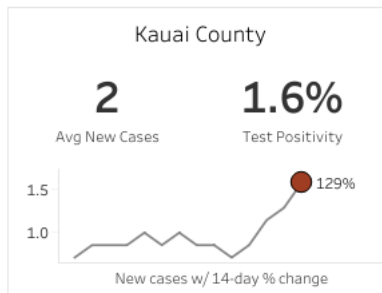 Kauai County
2 1.6%
Avg New Cases Test Positivity
1.5
129%
1.0
New cases w/ 14-day % change